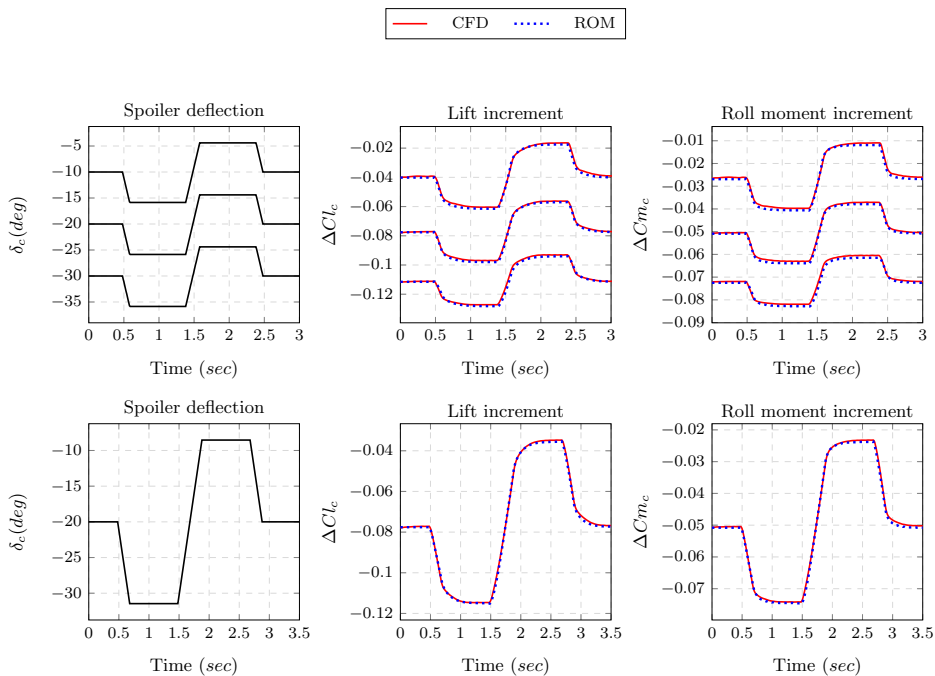 CFD ROM
Spoiler deflection
−5
−10
−15
−20
−25
−30
−35
0 0.5 1 1.5 2 2.5 3
δc(deg)
Time (sec)
Lift increment
−0.02
−0.04
−0.06
−0.08
−0.1
−0.12
0 0.5 1 1.5 2 2.5 3
ΔClc
Time (sec)
Roll moment increment
−0.01
−0.02
−0.03
−0.04
−0.05
−0.06
−0.07
−0.08
−0.09
0 0.5 1 1.5 2 2.5 3
ΔCmc
Time (sec)
Spoiler deflection
−10
−15
−20
−25
−30
0 0.5 1 1.5 2 2.5 3 3.5
δc(deg)
Time (sec)
Lift increment
−0.04
−0.06
−0.08
−0.1
−0.12
0 0.5 1 1.5 2 2.5 3 3.5
ΔClc
Time (sec)
Roll moment increment
−0.02
−0.03
−0.04
−0.05
−0.06
−0.07
0 0.5 1 1.5 2 2.5 3 3.5
ΔCmc
Time (sec)